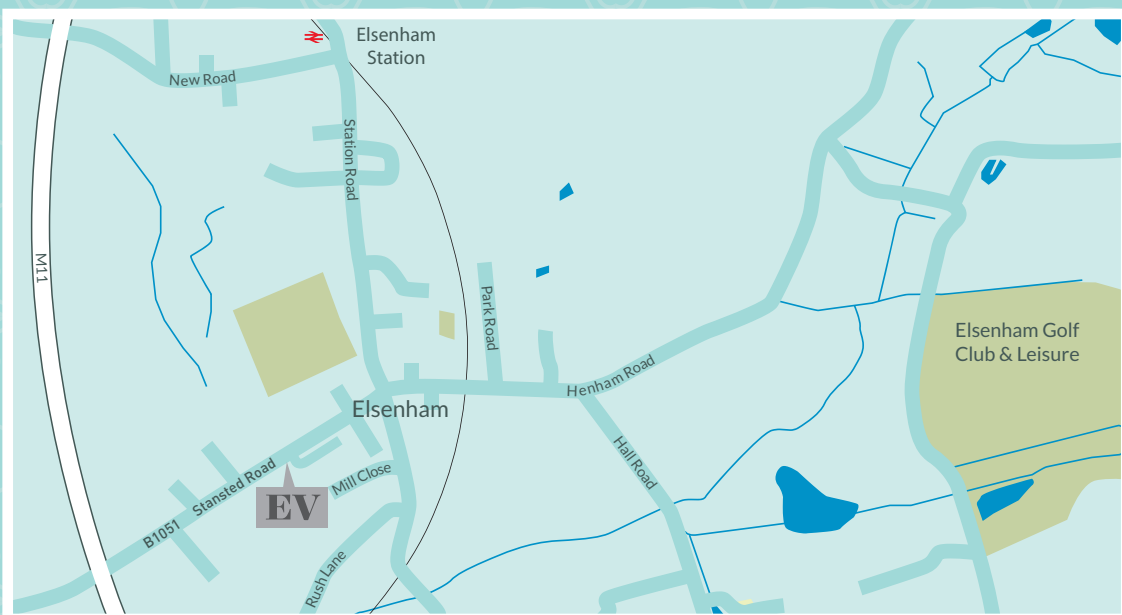 Elsenham
Station
New Road
Station Road
M11
Park Road
Elsenham Golf
Club & Leisure
Henham Road
Elsenham
Hall Road
Stansted Road
Mill Close
EV
B1051
Rush Lane